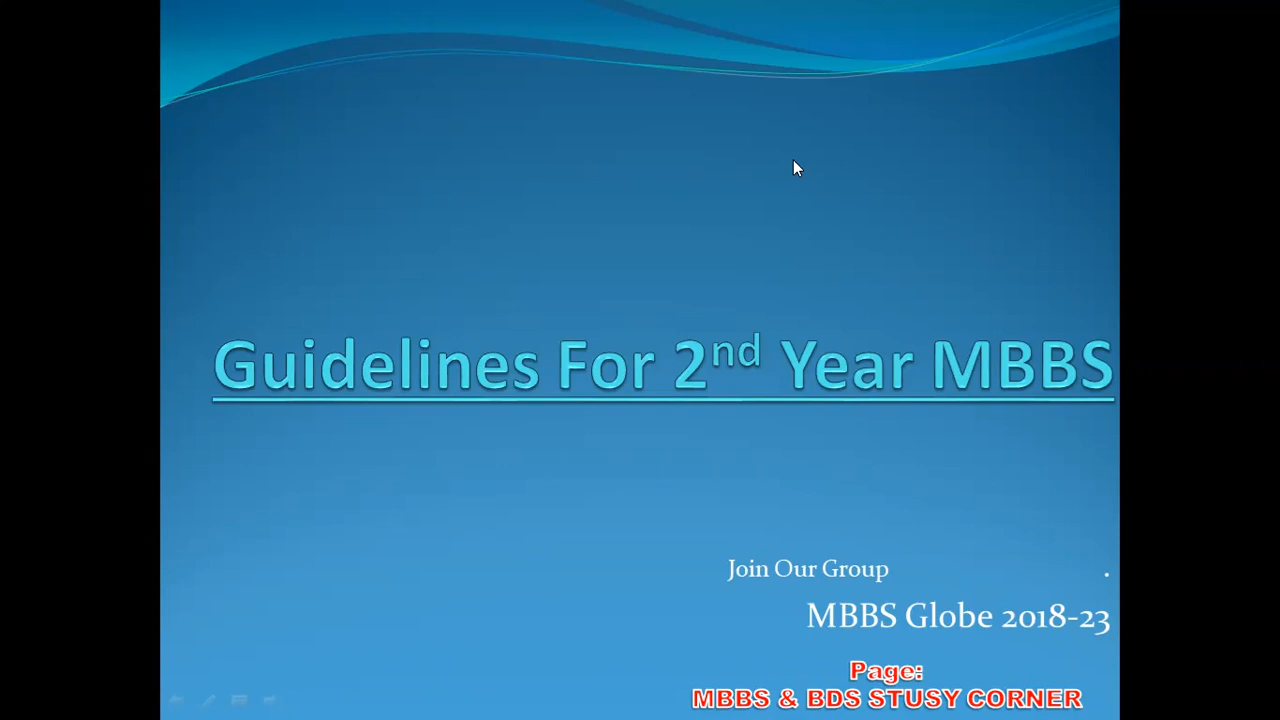 Guidelines For 2nd Year MBBS
Join Our Group .
MBBS Globe 2018-23
Page:
MBBS & BDS STUSY CORNER